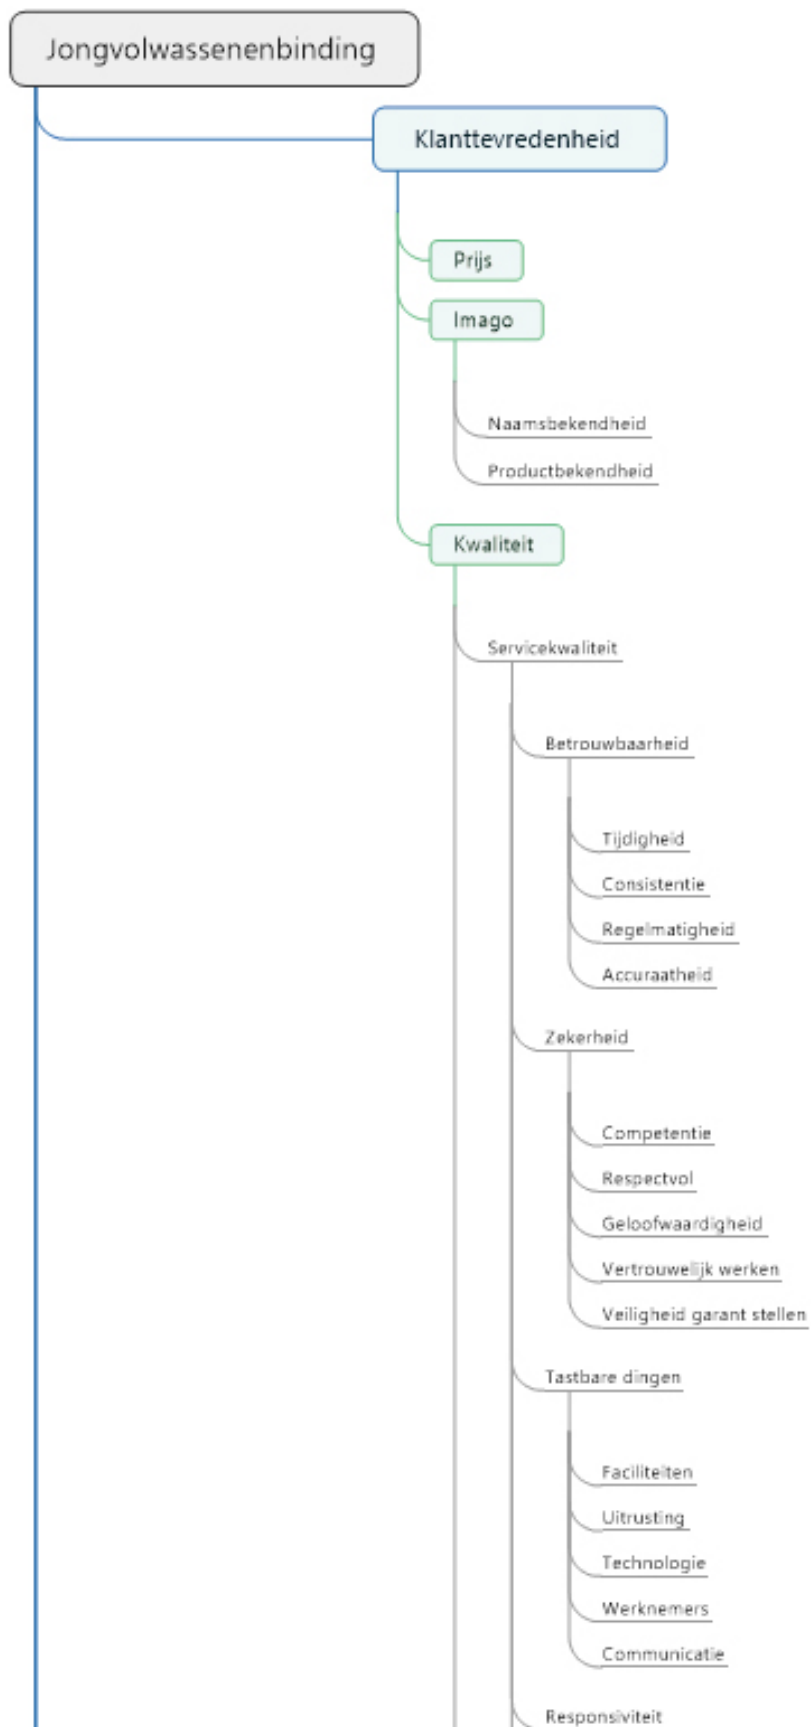 Jongvolwassenenbinding
Klanttevredenheid
Prijs
Imago
Naamsbekendheid
Productbekendheid
Kwaliteit
Servicekwaliteit
Betrouwbaarheid
Tijdigheid
Consistentie
Regelmatigheid
Accuraatheid
Zekerheid
Competentie
Respectvol
Geloofwaardigheid
Vertrouwelijk werken
Veiligheid garant stellen
Tastbare dingen
Faciliteiten
Uitrusting
Technologie
Werknemers
Communicatie
Responsiviteit